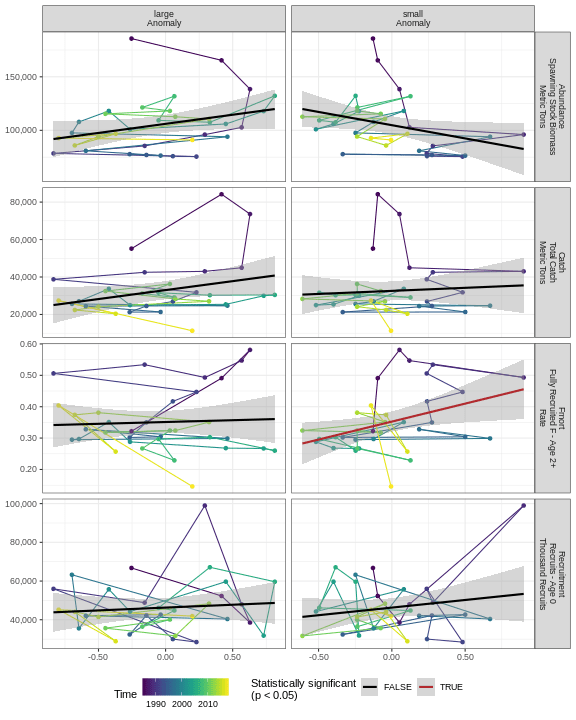 large
Anomaly
small
Anomaly
150,000
100,000
Abundance
Spawning Stock Biomass
Metric Tons
80,000
60,000
40,000
20,000
Catch
Total Catch
Metric Tons
0.60
0.50
0.40
0.30
0.20
Fmort
Fully Recruited F - Age 2+
Rate
100,000
80,000
60,000
40,000
Recruitment
Recruits - Age 0
Thousand Recruits
-0.50
0.00
0.50
-0.50
0.00
0.50
Time
1990 2000 2010
Statistically significant
(p < 0.05)
FALSE
TRUE